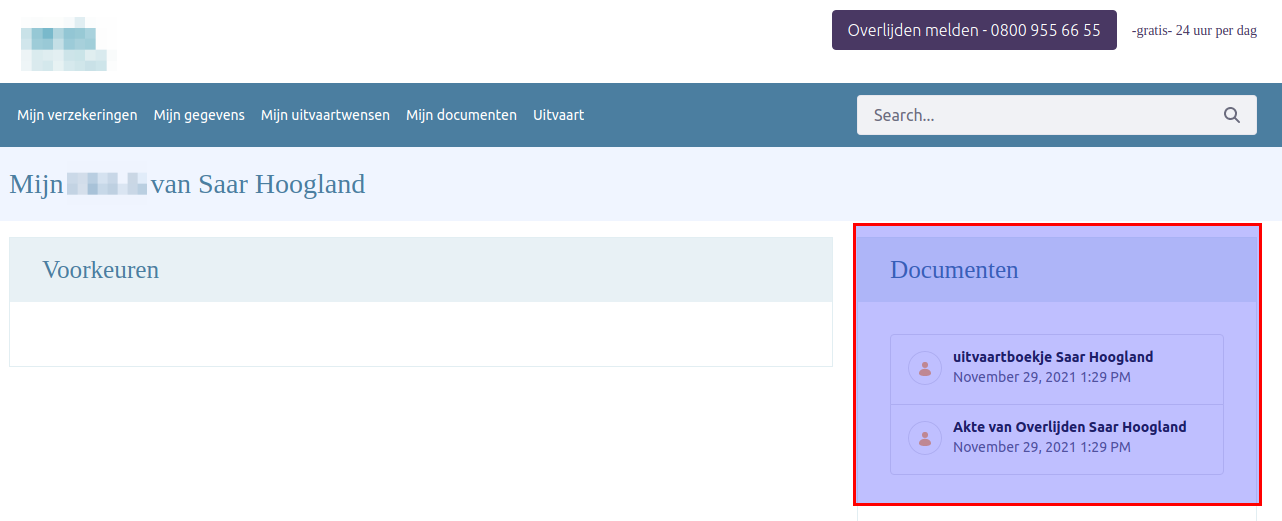 Overlijden melden - 0800 955 66 55
-gratis- 24 uur per dag
Mijn verzekeringen Mijn gegevens Mijn uitvaartwensen Mijn documenten Uitvaart
Search...
Mijn van Saar Hoogland
Voorkeuren
Documenten
uitvaartboekje Saar Hoogland
November 29, 2021 1:29 PM
Akte van Overlijden Saar Hoogland
November 29, 2021 1:29 PM